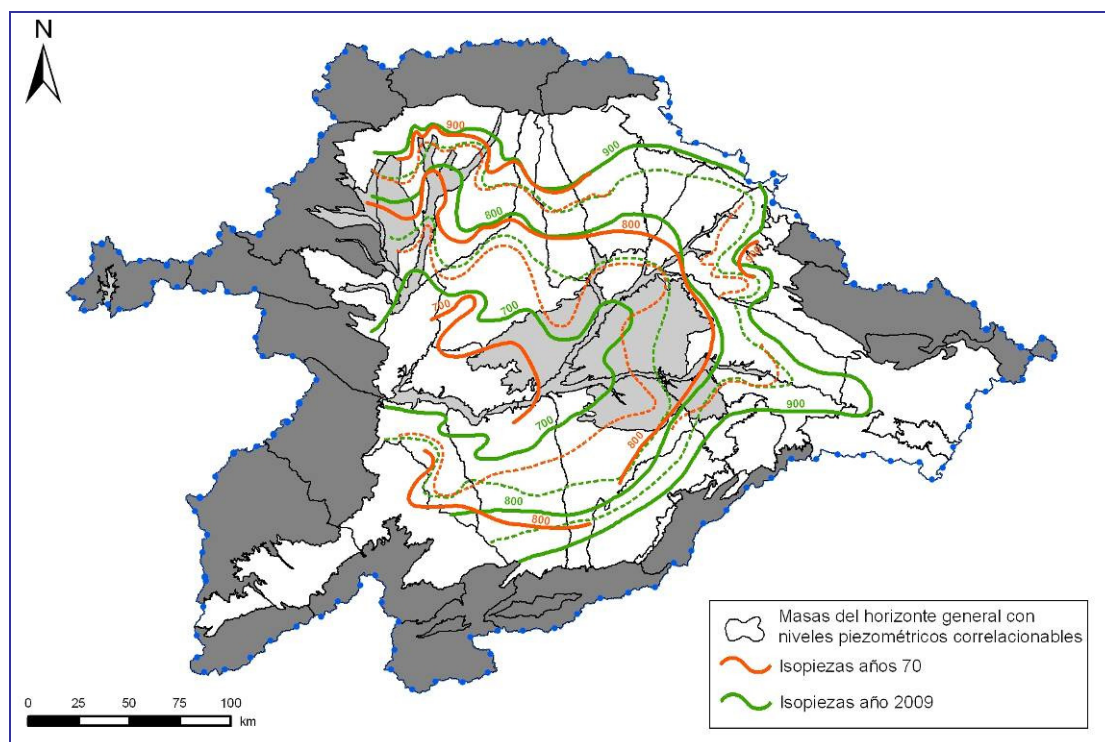 N
900
900
800
800
700
700
700
900
800
800
800
0 25 50 75 100
km
Masas del horizonte general con
niveles piezométricos correlacionables
Isopiezas años 70
Isopiezas año 2009